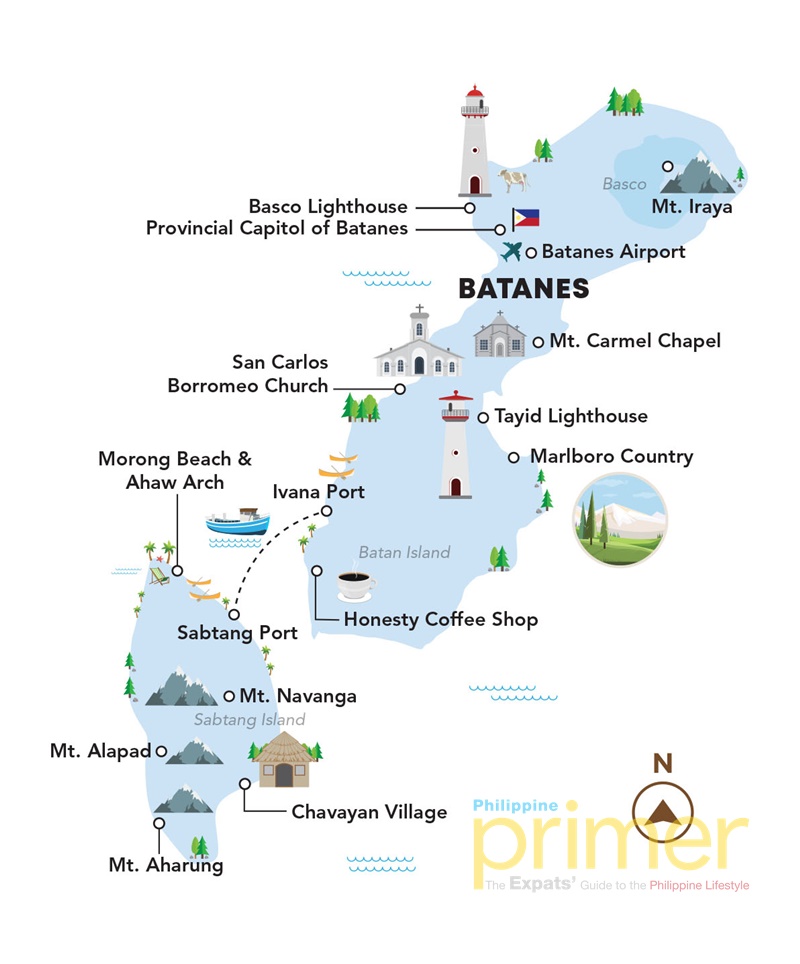 Basco
Mt. Iraya
Basco Lighthouse
Provincial Capitol of Batanes
Batanes Airport
BATANES
Mt. Carmel Chapel
San Carlos
Borromeo Church
Tayid Lighthouse
Marlboro Country
Morong Beach &
Ahaw Arch
Ivana Port
Batan Island
Honesty Coffee Shop
Sabtang Port
Mt. Navanga
Sabtang Island
Mt. Alapad
Chavayan Village
Mt. Aharung
N
Philippine
primer
The Expats' Guide to the Philippine Lifestyle